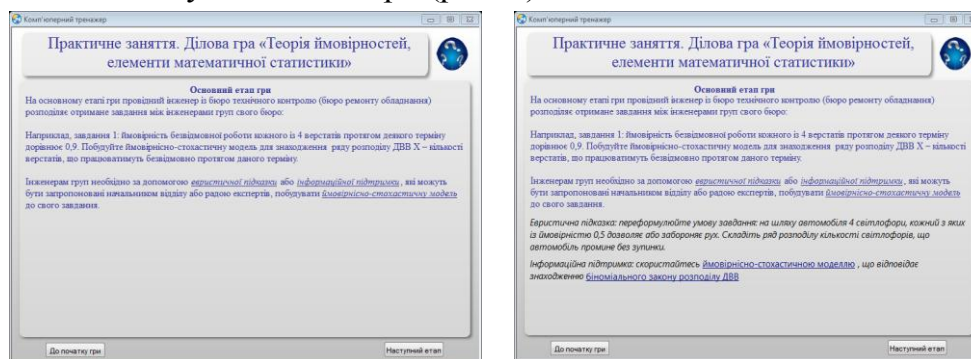 Комп'ютерний тренажер
Практичне заняття. Ділова гра «Теорія ймовірностей,
елементи математичної статистики»
Основний етап гри
На основному етапі гри провідний інженер із бюро технічного контролю (бюро ремонту обладнання)
розподіляє отримане завдання між інженерами груп свого бюро:
Наприклад, завдання 1: ймовірність безвідмовної роботи кожного із 4 верстатів протягом деякого терміну
дорівнює 0,9. Побудуйте ймовірнісно-стохастичну модель для знаходження ряду розподілу ДВВ X – кількості
верстатів, що працюватимуть безвідмовно протягом даного терміну.
Інженерам груп необхідно за допомогою евристичної підказки або інформаційної підтримки, які можуть
бути запропоновані начальником відділу або радою експертів, побудувати ймовірнісно-стохастичну модель
до свого завдання.
До початку гри
Наступний етап
Комп'ютерний тренажер
Практичне заняття. Ділова гра «Теорія ймовірностей,
елементи математичної статистики»
Основний етап гри
На основному етапі гри провідний інженер із бюро технічного контролю (бюро ремонту обладнання)
розподіляє отримане завдання між інженерами груп свого бюро:
Наприклад, завдання 1: ймовірність безвідмовної роботи кожного із 4 верстатів протягом деякого терміну
дорівнює 0,9. Побудуйте ймовірнісно-стохастичну модель для знаходження ряду розподілу ДВВ X – кількості
верстатів, що працюватимуть безвідмовно протягом даного терміну.
Інженерам груп необхідно за допомогою евристичної підказки або інформаційної підтримки, які можуть
бути запропоновані начальником відділу або радою експертів, побудувати ймовірнісно-стохастичну модель
до свого завдання.
Евристична підказка: переформулюйте умову завдання: на шляху автомобіля 4 світлофори, кожний з яких
із ймовірністю 0,5 дозволяє або забороняє рух. Складіть ряд розподілу кількості світлофорів, що
автомобіль промине без зупинки.
Інформаційна підтримка: скористайтесь ймовірнісно-стохастичною моделлю , що відповідає
знаходженню біноміального закону розподілу ДВВ
До початку гри
Наступний етап